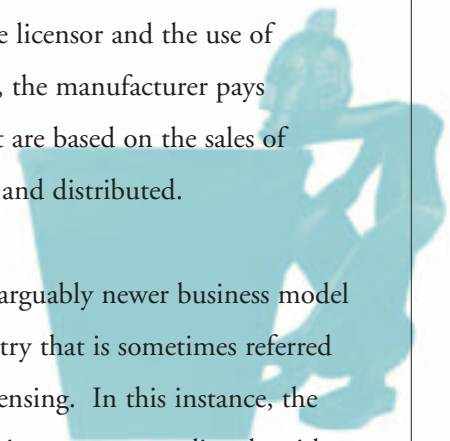 e licensor and the use of
, the manufacturer pays
t are based on the sales of
and distributed.
arguably newer business model
try that is sometimes referred
ensing. In this instance, the